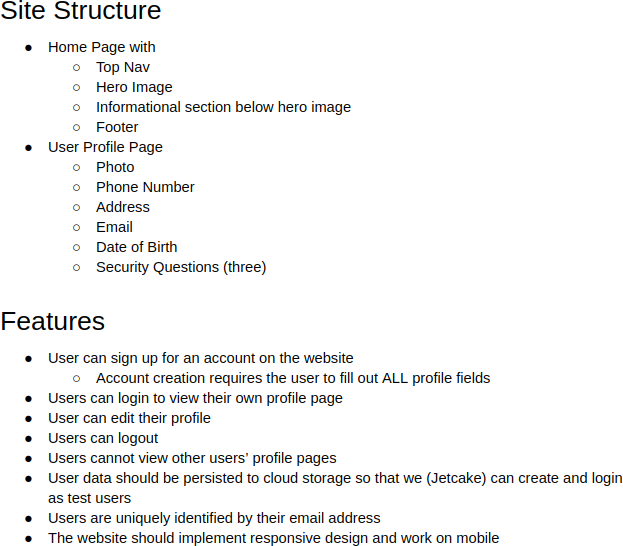 Site Structure
● Home Page with
○ Top Nav
○ Hero Image
○ Informational section below hero image
○ Footer
● User Profile Page
○ Photo
○ Phone Number
○ Address
○ Email
○ Date of Birth
○ Security Questions (three)
Features
● User can sign up for an account on the website
○ Account creation requires the user to fill out ALL profile fields
● Users can login to view their own profile page
● User can edit their profile
● Users can logout
● Users cannot view other users’ profile pages
● User data should be persisted to cloud storage so that we (Jetcake) can create and login
as test users
● Users are uniquely identified by their email address
● The website should implement responsive design and work on mobile